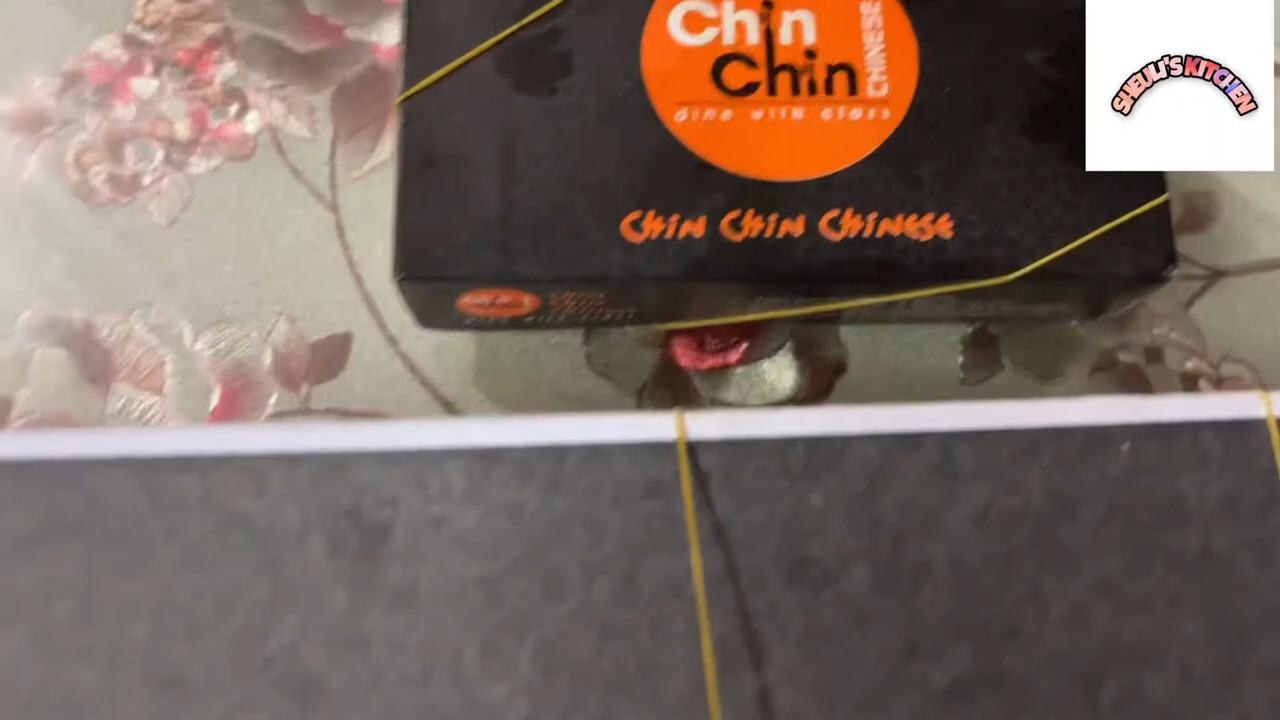 Chin
Chin
CHINESE
dine with class
CHiN CHiN CHiNESE
SHEULI'S KITCHEN